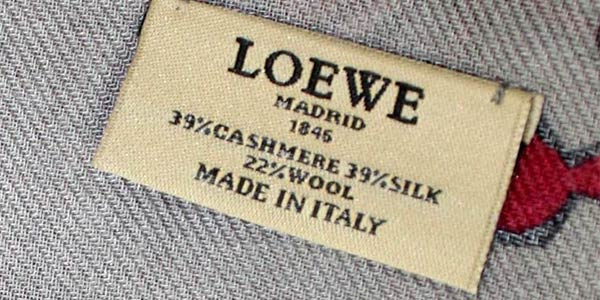 LOEWE
MADRID
1846
39%CASHMERE 39%SILK
22%WOOL
MADE IN ITALY